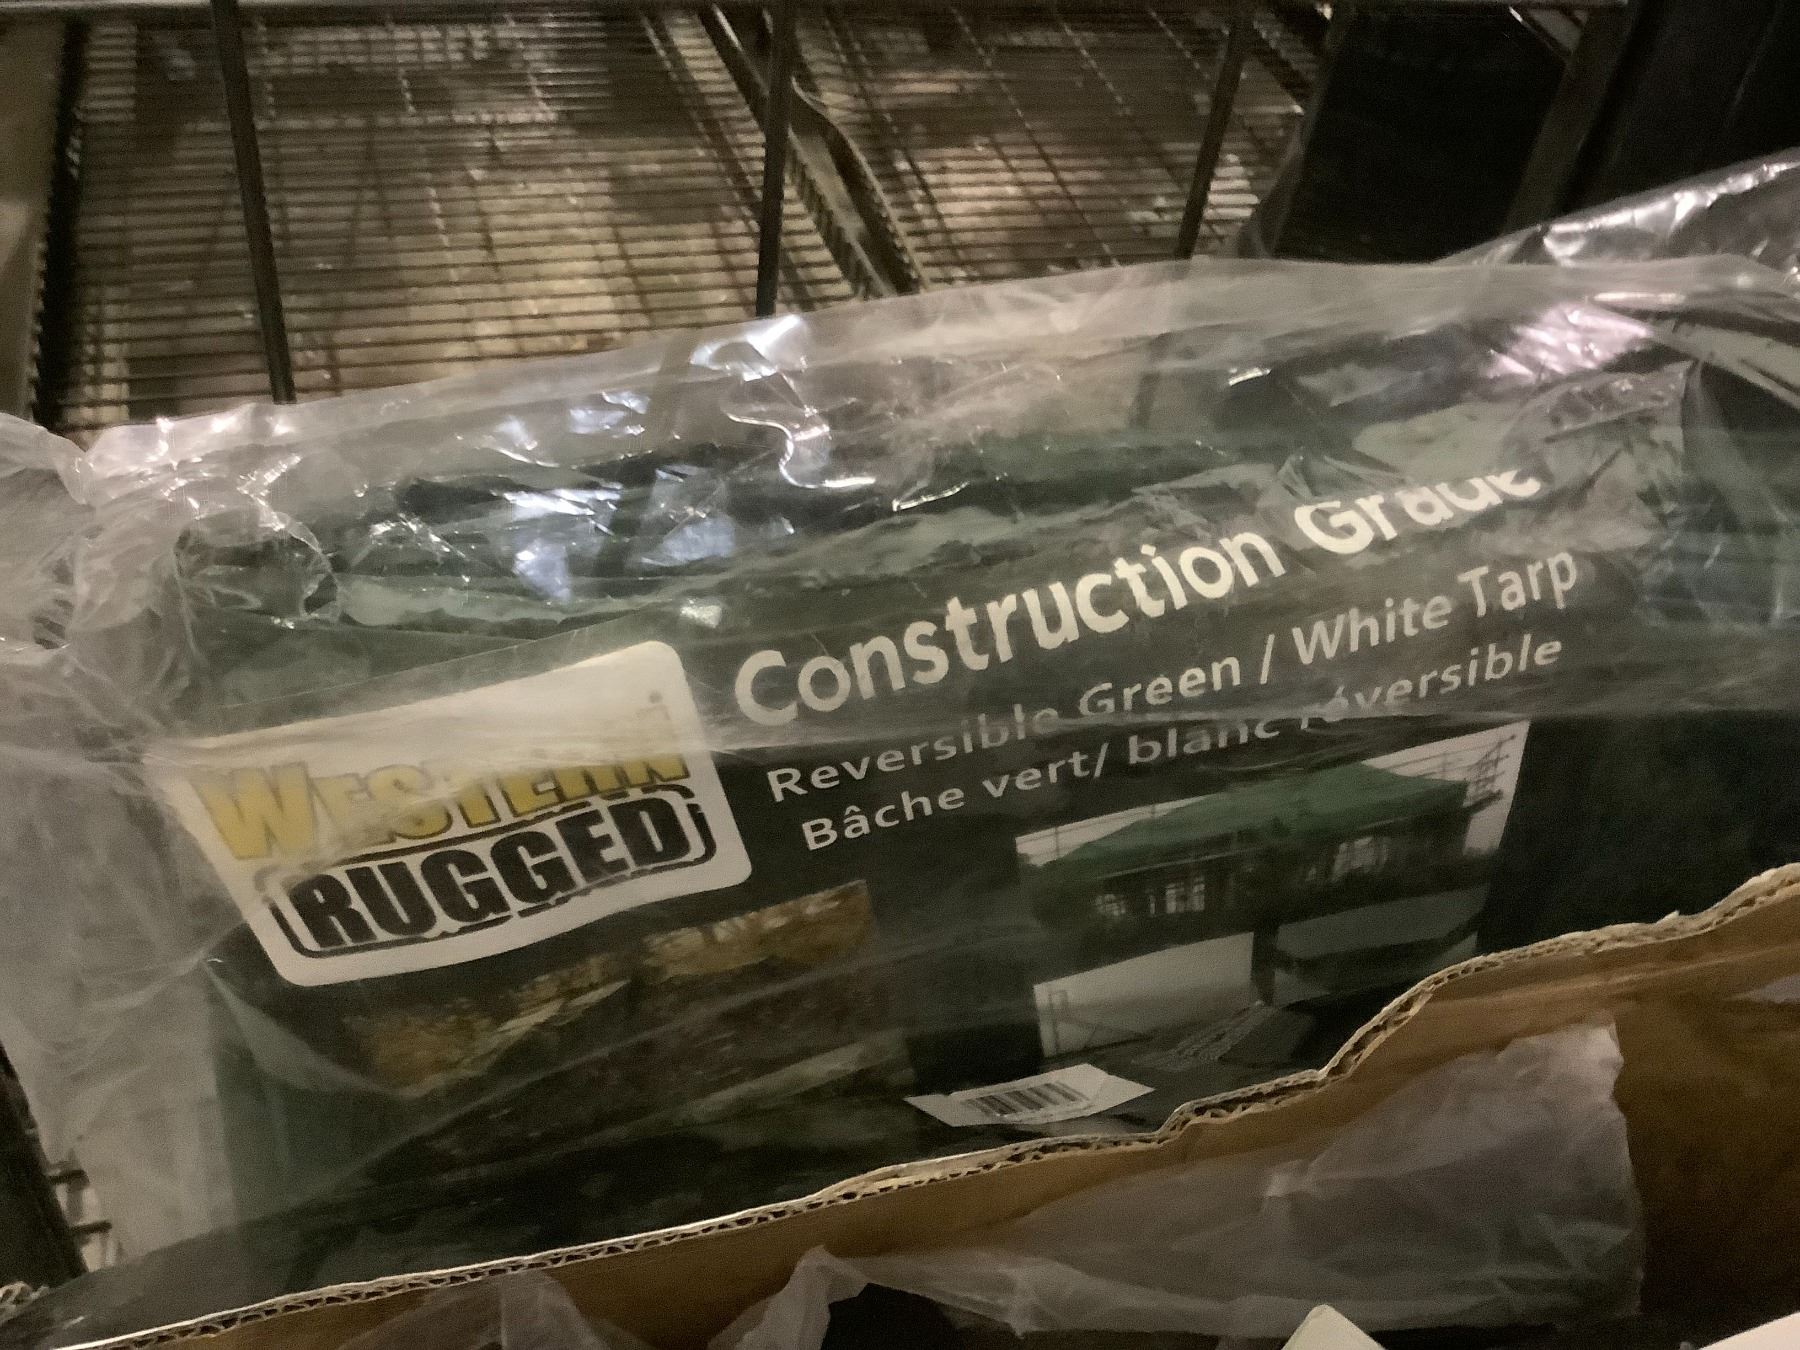 WESTERN
RUGGED
Construction Grade
Reversible Green / White Tarp
Bâche vert/ blanc réversible